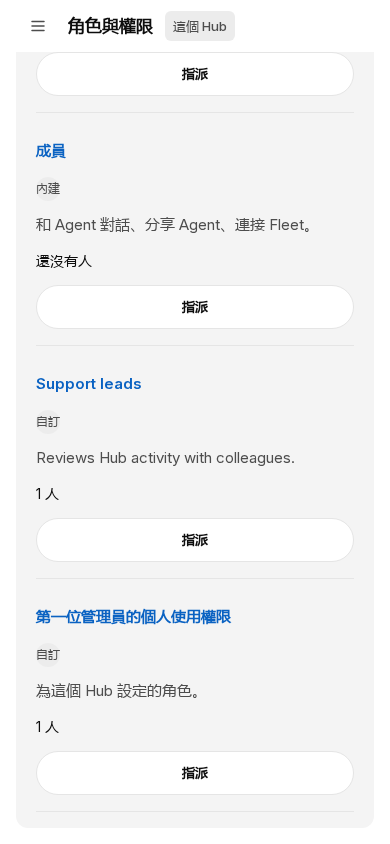 角色與權限 這個 Hub
指派
成員
內建
和 Agent 對話、分享 Agent、連接 Fleet。
還沒有人
指派
Support leads
自訂
Reviews Hub activity with colleagues.
1 人
指派
第一位管理員的個人使用權限
自訂
為這個 Hub 設定的角色。
1 人
指派